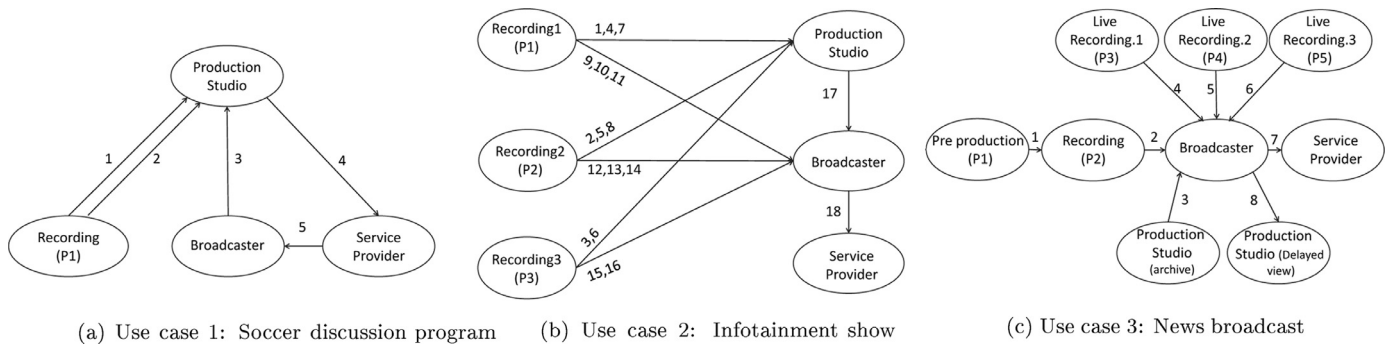 Production
Studio
1
2
3
4
5
Recording
(P1)
Broadcaster
Service
Provider
(a) Use case 1: Soccer discussion program
Recording1
(P1)
1,4,7
9,10,11
Production
Studio
17
Recording2
(P2)
2,5,8
12,13,14
Broadcaster
18
Recording3
(P3)
3,6
15,16
Service
Provider
(b) Use case 2: Infotainment show
Live
Recording.1
(P3)
Live
Recording.2
(P4)
Live
Recording.3
(P5)
4
5
6
Pre production
(P1)
1
Recording
(P2)
2
Broadcaster
7
Service
Provider
3
8
Production
Studio
(archive)
Production
Studio (Delayed
view)
(c) Use case 3: News broadcast